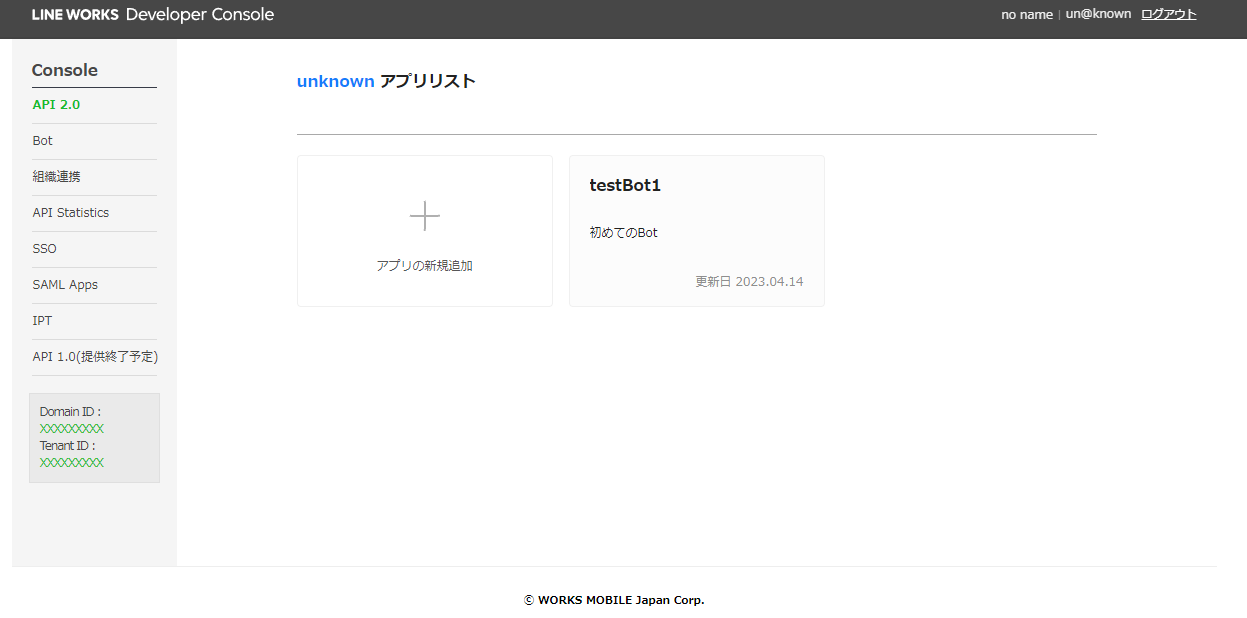 LINE WORKS Developer Console
no name | un@known ログアウト
Console
API 2.0
Bot
組織連携
API Statistics
SSO
SAML Apps
IPT
API 1.0(提供終了予定)
Domain ID :
XXXXXXXXX
Tenant ID :
XXXXXXXXX
unknown アプリリスト
アプリの新規追加
testBot1
初めてのBot
更新日 2023.04.14
© WORKS MOBILE Japan Corp.